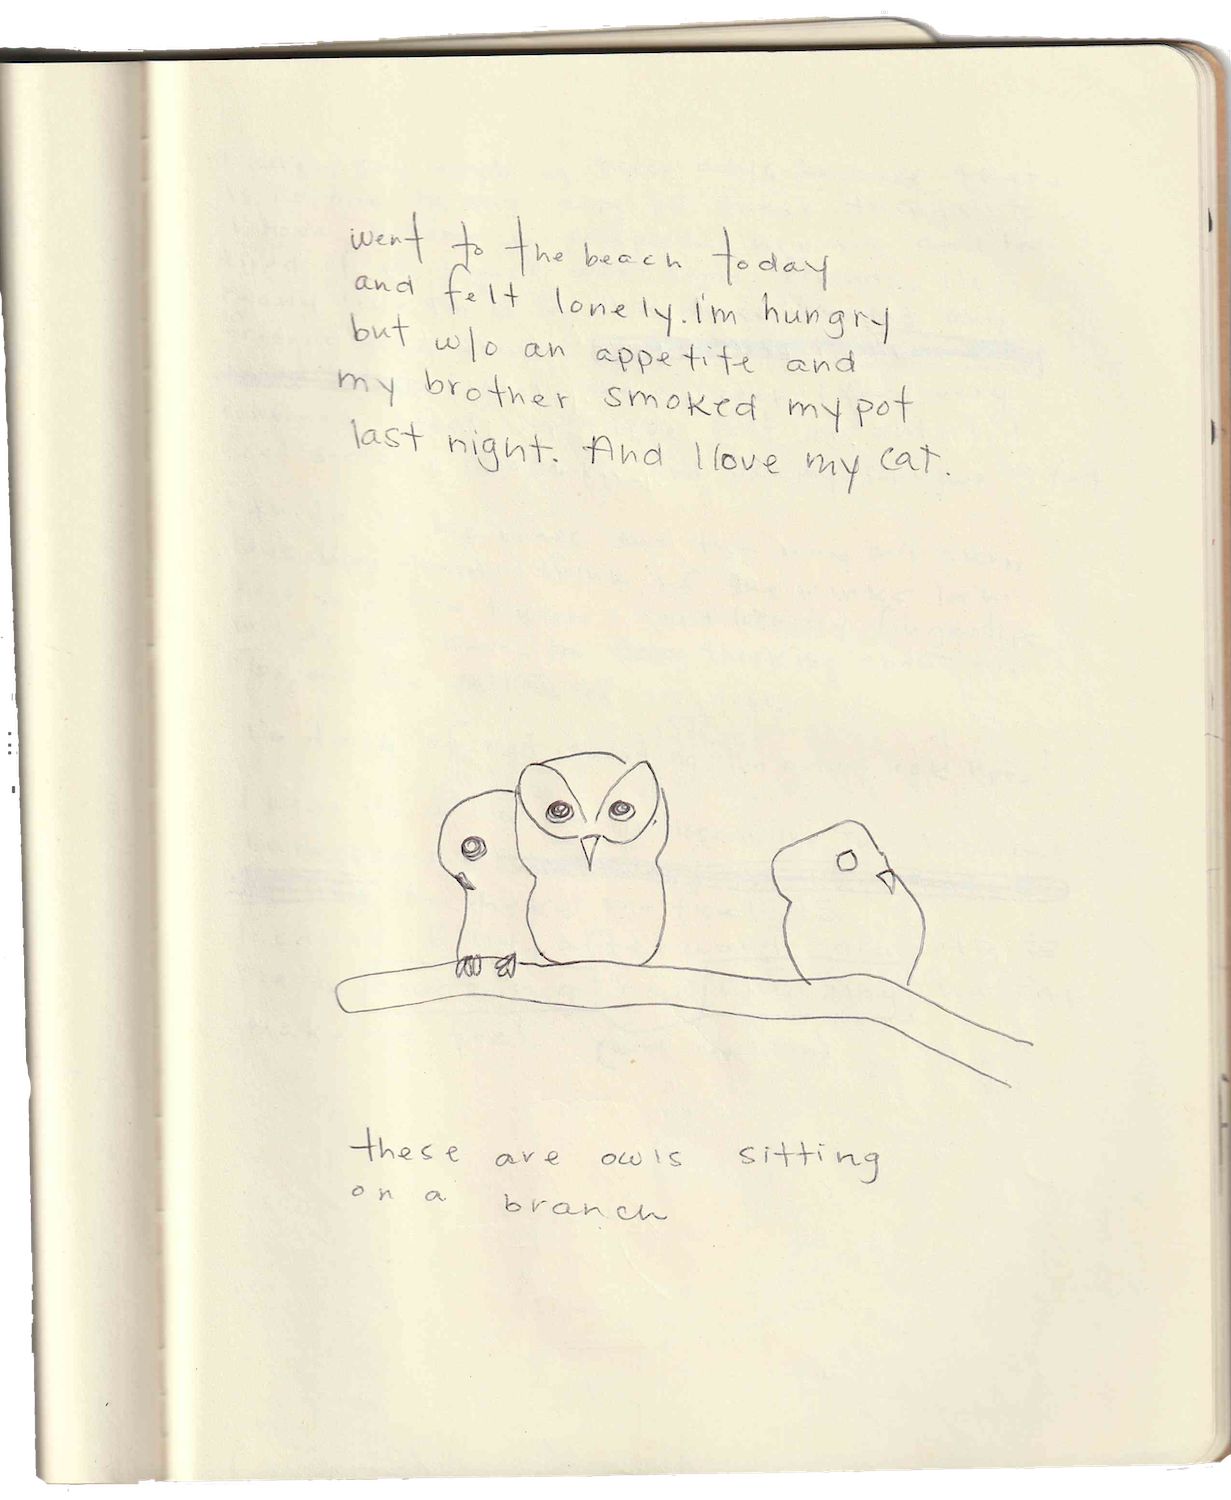 went to the beach today
and felt lonely. i'm hungry
but w/o an appetite and
my brother smoked my pot
last night. And I love my cat.
these are owls sitting
on a branch